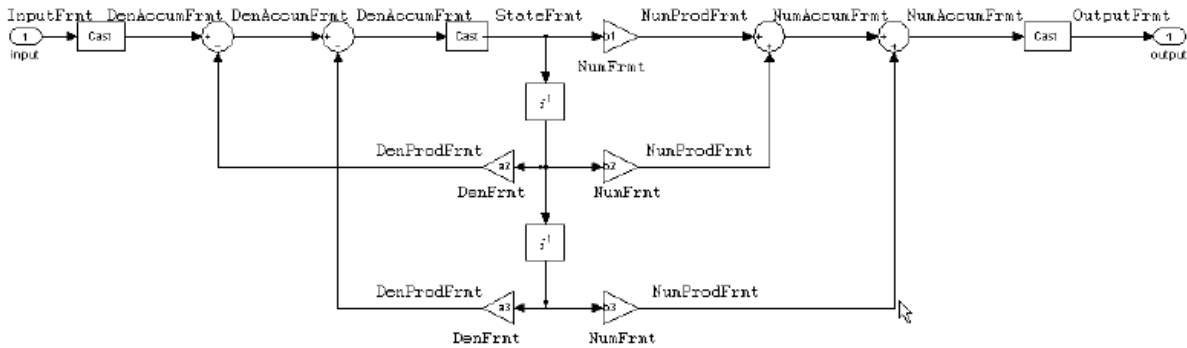 InputFrmt DenAccumFrmt DenAccumFrmt DenAccumFrmt StateFrmt NumProdFrmt NumAccumFrmt NumAccumFrmt OutputFrmt
1 Cast + - + - Cast b1 + + + + Cast 1
input NumFrmt output
z-1
DenProdFrmt NumProdFrmt
a2 b2
DenFrmt NumFrmt
z-1
DenProdFrmt NumProdFrmt
a3 b3
DenFrmt NumFrmt